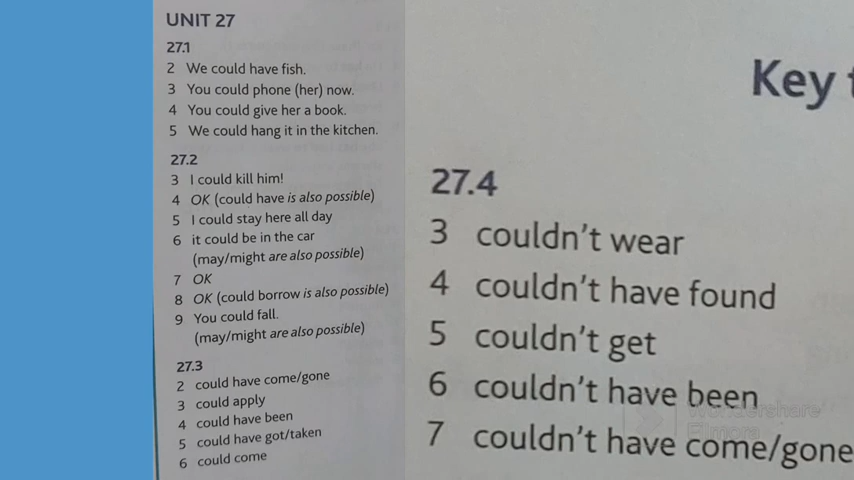 UNIT 27
27.1
2 We could have fish.
3 You could phone (her) now.
4 You could give her a book.
5 We could hang it in the kitchen.
27.2
3 I could kill him!
4 OK (could have is also possible)
5 I could stay here all day
6 it could be in the car
(may/might are also possible)
7 OK
8 OK (could borrow is also possible)
9 You could fall.
(may/might are also possible)
27.3
2 could have come/gone
3 could apply
4 could have been
5 could have got/taken
6 could come
Key
27.4
3 couldn't wear
4 couldn't have found
5 couldn't get
6 couldn't have been
7 couldn't have come/gone
Wondershare
Filmora